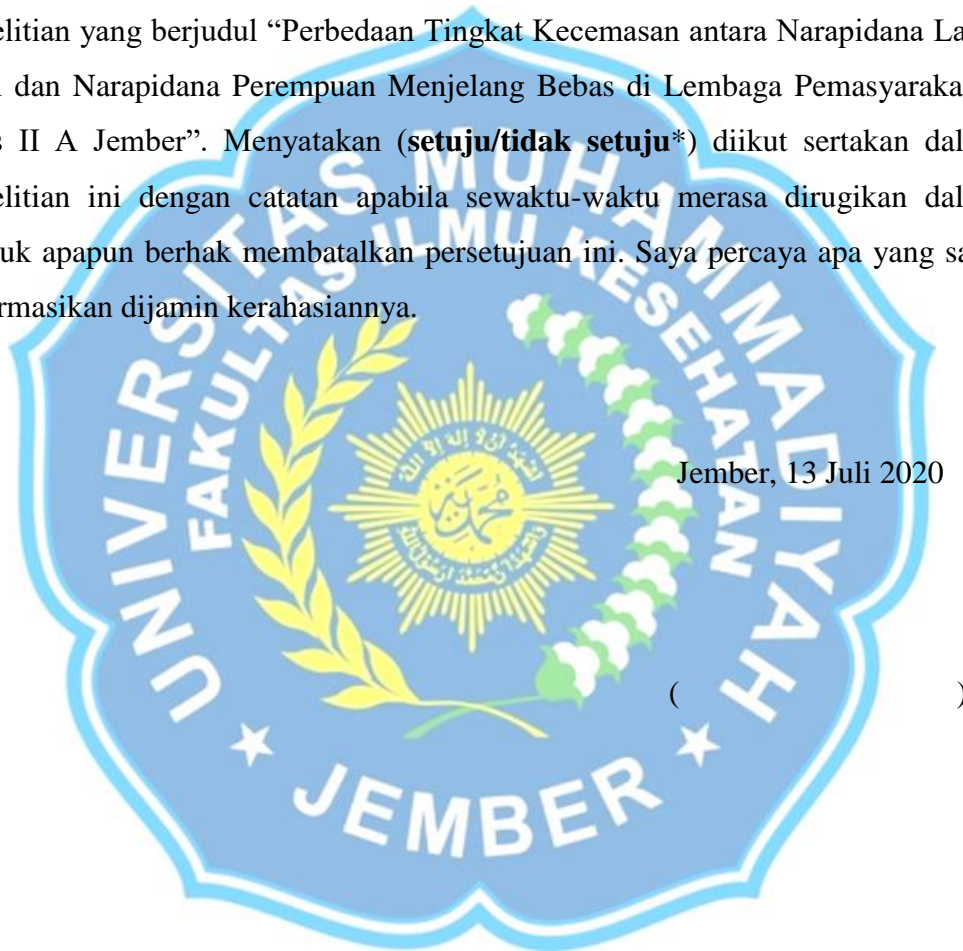 elitian yang berjudul “Perbedaan Tingkat Kecemasan antara Narapidana La
dan Narapidana Perempuan Menjelang Bebas di Lembaga Pemasyaraka
s II A Jember”. Menyatakan (setuju/tidak setuju*) diikut sertakan dal
elitian ini dengan catatan apabila sewaktu-waktu merasa dirugikan dal
uk apapun berhak membatalkan persetujuan ini. Saya percaya apa yang sa
rmasikan dijamin kerahasiannya.
UNIVERSITAS MUHAMMADIYAH
FAKULTAS ILMU KESEHATAN
Jember, 13 Juli 2020
( )
JEMBER